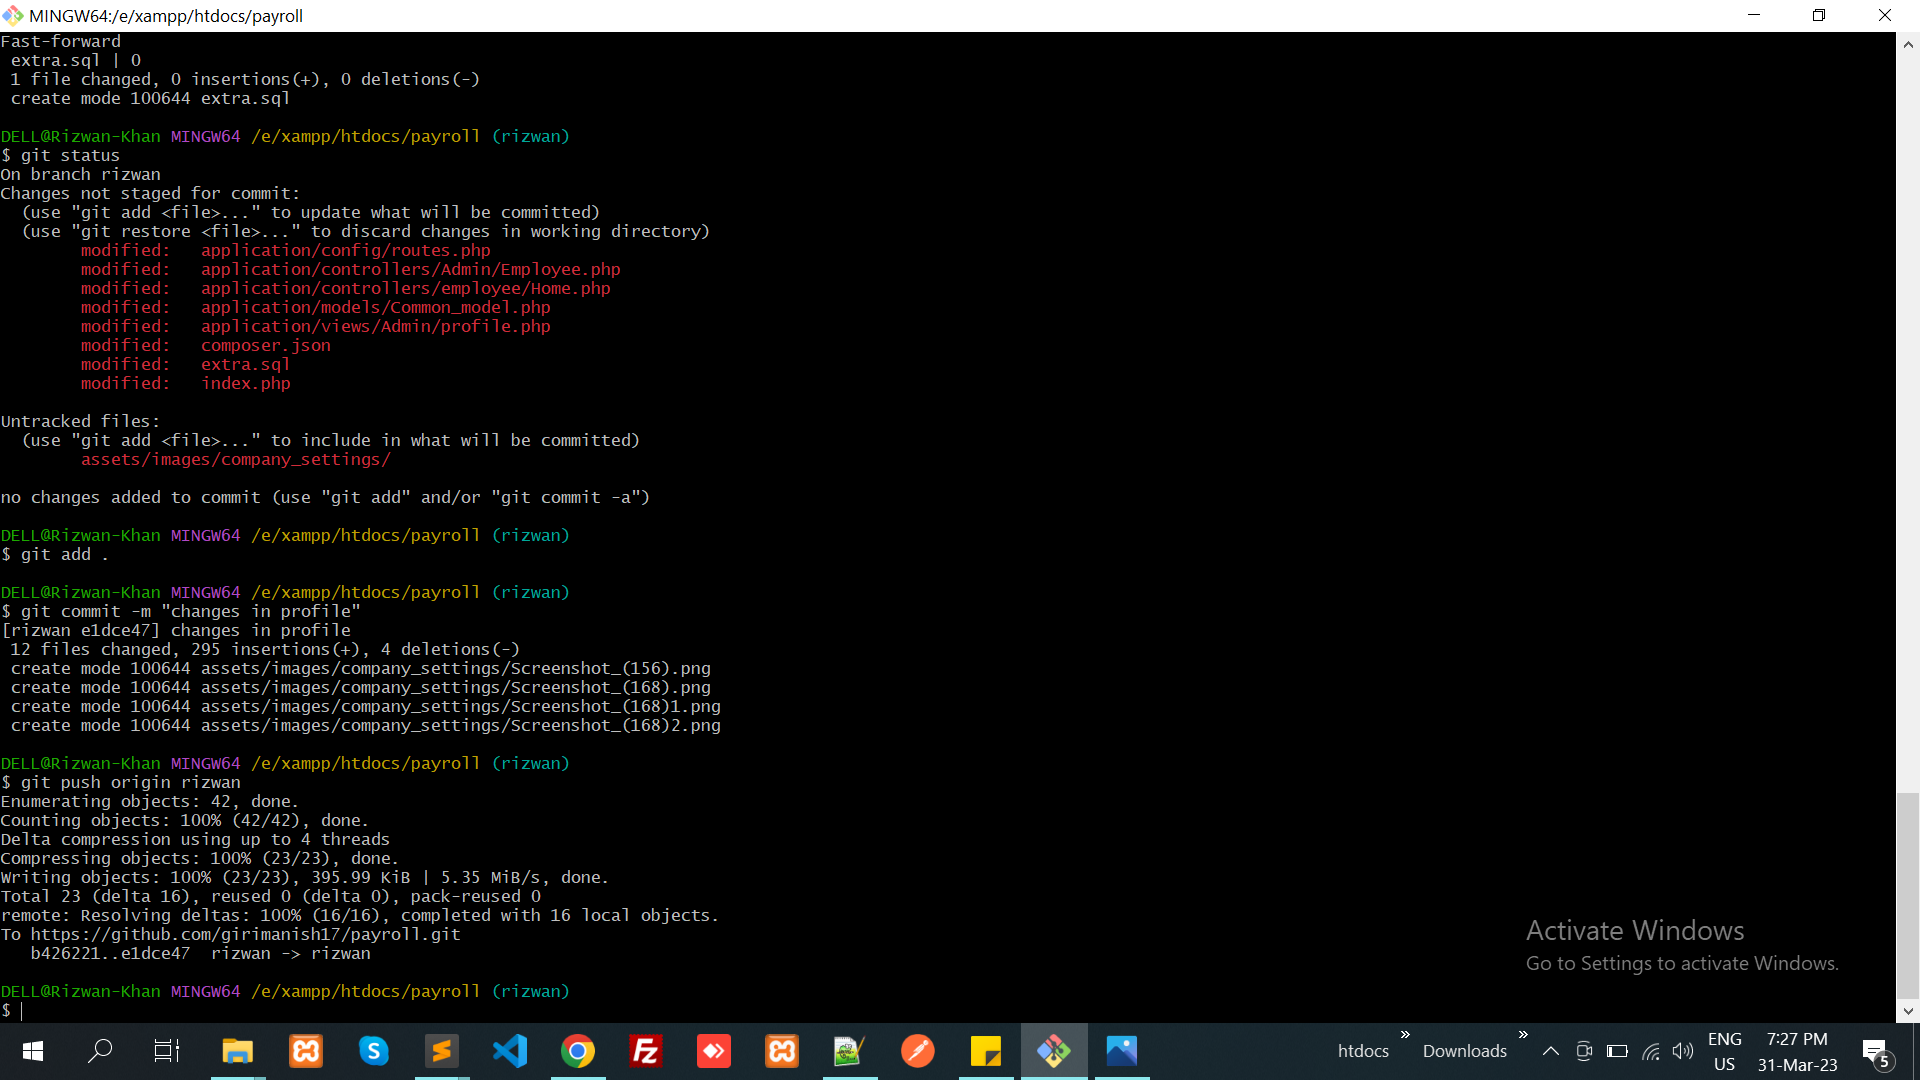 MINGW64:/e/xampp/htdocs/payroll
Fast-forward
extra.sql | 0
1 file changed, 0 insertions(+), 0 deletions(-)
create mode 100644 extra.sql
DELL@Rizwan-Khan MINGW64 /e/xampp/htdocs/payroll (rizwan)
$ git status
On branch rizwan
Changes not staged for commit:
(use "git add <file>..." to update what will be committed)
(use "git restore <file>..." to discard changes in working directory)
modified: application/config/routes.php
modified: application/controllers/Admin/Employee.php
modified: application/controllers/employee/Home.php
modified: application/models/Common_model.php
modified: application/views/Admin/profile.php
modified: composer.json
modified: extra.sql
modified: index.php
Untracked files:
(use "git add <file>..." to include in what will be committed)
assets/images/company_settings/
no changes added to commit (use "git add" and/or "git commit -a")
DELL@Rizwan-Khan MINGW64 /e/xampp/htdocs/payroll (rizwan)
$ git add .
DELL@Rizwan-Khan MINGW64 /e/xampp/htdocs/payroll (rizwan)
$ git commit -m "changes in profile"
[rizwan e1dce47] changes in profile
12 files changed, 295 insertions(+), 4 deletions(-)
create mode 100644 assets/images/company_settings/Screenshot_(156).png
create mode 100644 assets/images/company_settings/Screenshot_(168).png
create mode 100644 assets/images/company_settings/Screenshot_(168)1.png
create mode 100644 assets/images/company_settings/Screenshot_(168)2.png
DELL@Rizwan-Khan MINGW64 /e/xampp/htdocs/payroll (rizwan)
$ git push origin rizwan
Enumerating objects: 42, done.
Counting objects: 100% (42/42), done.
Delta compression using up to 4 threads
Compressing objects: 100% (23/23), done.
Writing objects: 100% (23/23), 395.99 KiB | 5.35 MiB/s, done.
Total 23 (delta 16), reused 0 (delta 0), pack-reused 0
remote: Resolving deltas: 100% (16/16), completed with 16 local objects.
To https://github.com/girimanish17/payroll.git
b426221..e1dce47 rizwan -> rizwan
DELL@Rizwan-Khan MINGW64 /e/xampp/htdocs/payroll (rizwan)
$
Activate Windows
Go to Settings to activate Windows.
htdocs
Downloads
ENG
US
7:27 PM
31-Mar-23
5